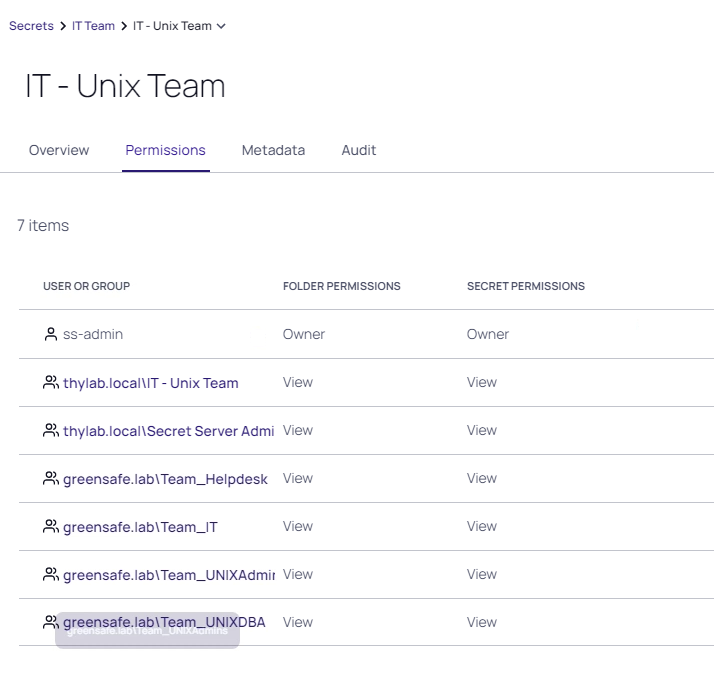 Secrets > IT Team > IT - Unix Team
IT - Unix Team
Overview Permissions Metadata Audit
7 items
USER OR GROUP FOLDER PERMISSIONS SECRET PERMISSIONS
ss-admin Owner Owner
thylab.local\IT - Unix Team View View
thylab.local\Secret Server Admi View View
greensafe.lab\Team_Helpdesk View View
greensafe.lab\Team_IT View View
greensafe.lab\Team_UNIXAdmin View View
greensafe.lab\Team_UNIXDBA View View
greensafe.lab\Team_UNIXAdmins